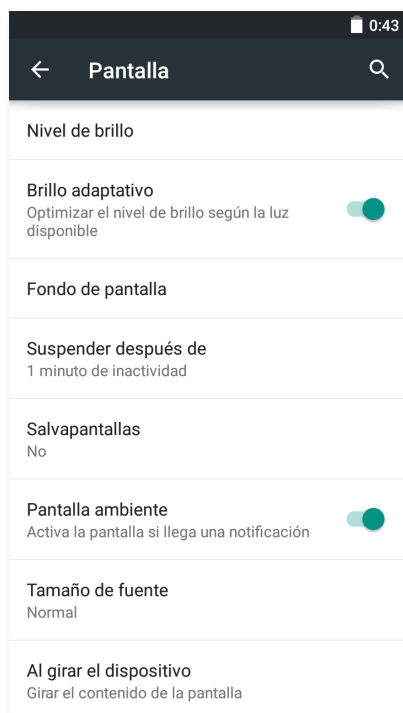 0:43
Pantalla
Nivel de brillo
Brillo adaptativo
Optimizar el nivel de brillo según la luz
disponible
Fondo de pantalla
Suspender después de
1 minuto de inactividad
Salvapantallas
No
Pantalla ambiente
Activa la pantalla si llega una notificación
Tamaño de fuente
Normal
Al girar el dispositivo
Girar el contenido de la pantalla